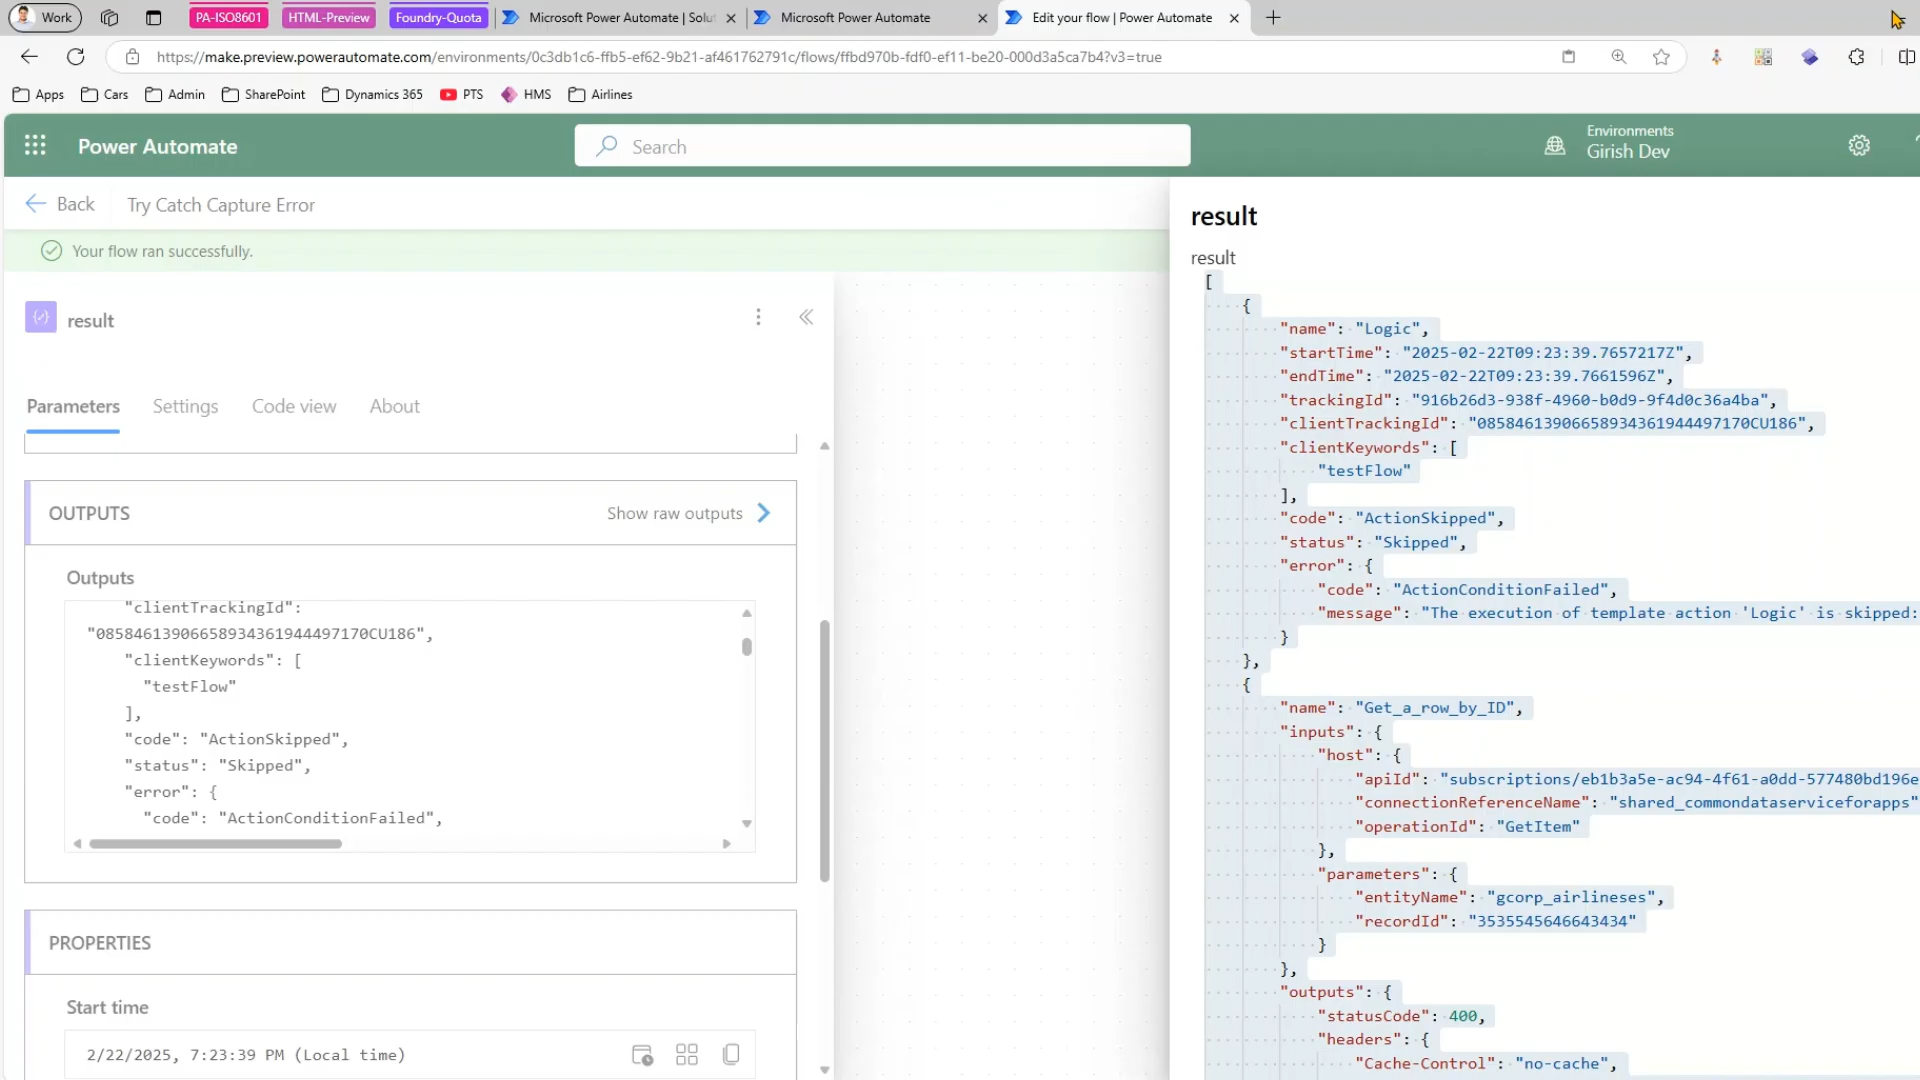 Work
PA-ISO8601
HTML-Preview
Foundry-Quota
Microsoft Power Automate | Solu
Microsoft Power Automate
Edit your flow | Power Automate
https://make.preview.powerautomate.com/environments/0c3db1c6-ffb5-ef62-9b21-af461762791c/flows/ffbd970b-fdf0-ef11-be20-000d3a5ca7b4?v3=true
Apps
Cars
Admin
SharePoint
Dynamics 365
PTS
HMS
Airlines
Power Automate
Search
Environments
Girish Dev
Back
Try Catch Capture Error
Your flow ran successfully.
result
Parameters
Settings
Code view
About
OUTPUTS
Show raw outputs
Outputs
"clientTrackingId":
"08584613906658934361944497170CU186",
"clientKeywords": [
"testFlow"
],
"code": "ActionSkipped",
"status": "Skipped",
"error": {
"code": "ActionConditionFailed",
PROPERTIES
Start time
2/22/2025, 7:23:39 PM (Local time)
result
result
[
{
"name": "Logic",
"startTime": "2025-02-22T09:23:39.7657217Z",
"endTime": "2025-02-22T09:23:39.7661596Z",
"trackingId": "916b26d3-938f-4960-b0d9-9f4d0c36a4ba",
"clientTrackingId": "08584613906658934361944497170CU186",
"clientKeywords": [
"testFlow"
],
"code": "ActionSkipped",
"status": "Skipped",
"error": {
"code": "ActionConditionFailed",
"message": "The execution of template action 'Logic' is skipped:
}
},
{
"name": "Get_a_row_by_ID",
"inputs": {
"host": {
"apiId": "subscriptions/eb1b3a5e-ac94-4f61-a0dd-577480bd196e
"connectionReferenceName": "shared_commondataserviceforapps"
"operationId": "GetItem"
},
"parameters": {
"entityName": "gcorp_airlineses",
"recordId": "3535545646643434"
}
},
"outputs": {
"statusCode": 400,
"headers": {
"Cache-Control": "no-cache",